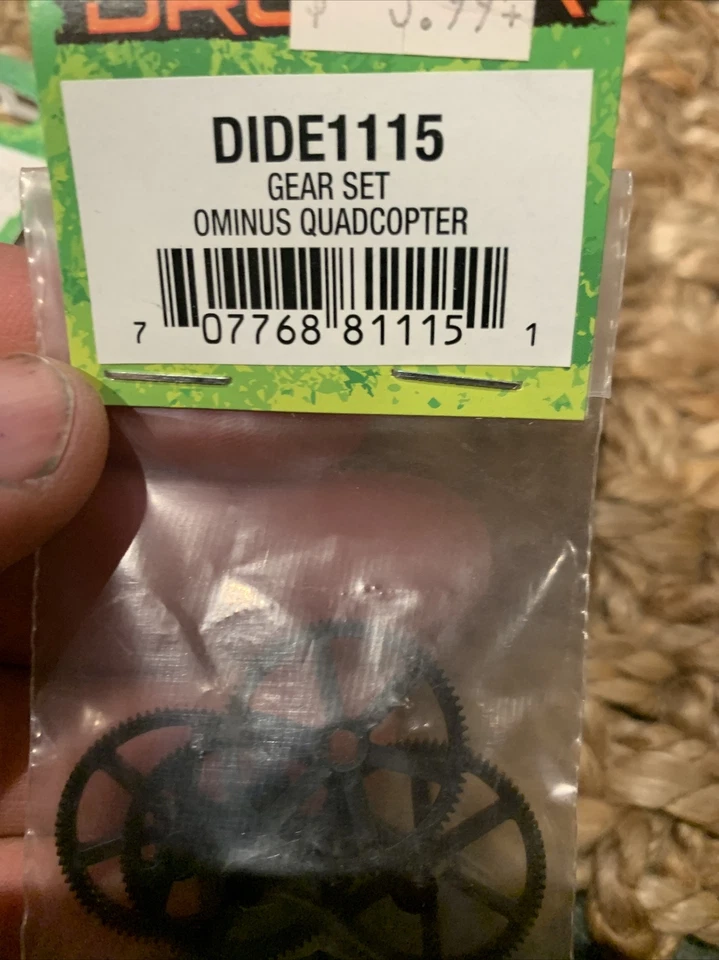 DIDE1115
GEAR SET
OMINUS QUADCOPTER
7 07768 81115 1